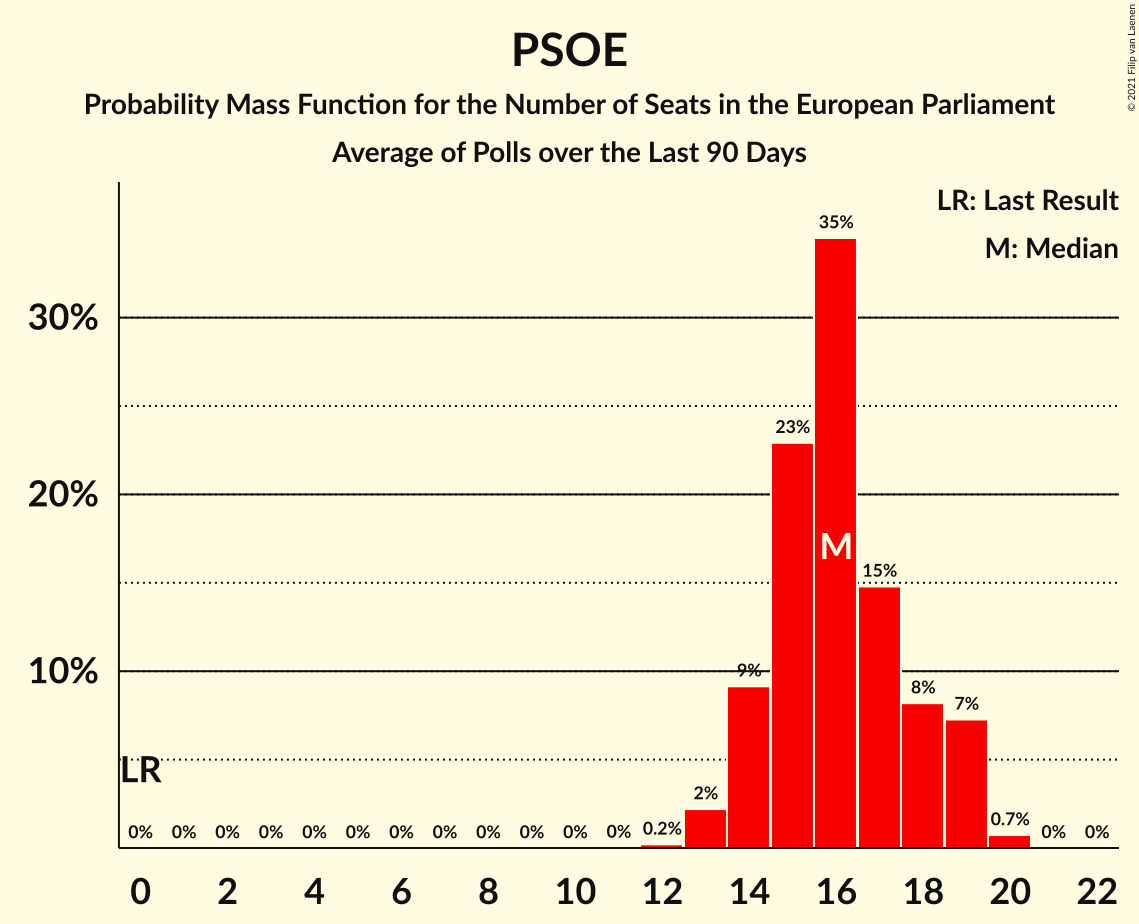 PSOE
Probability Mass Function for the Number of Seats in the European Parliament
Average of Polls over the Last 90 Days
© 2021 Filip van Laenen
LR: Last Result
M: Median
35%
30%
23%
20%
M
15%
10%
9%
8%
7%
LR
2%
0% 0% 0% 0% 0% 0% 0% 0% 0% 0% 0% 0% 0.2% 0.7% 0% 0%
0 2 4 6 8 10 12 14 16 18 20 22